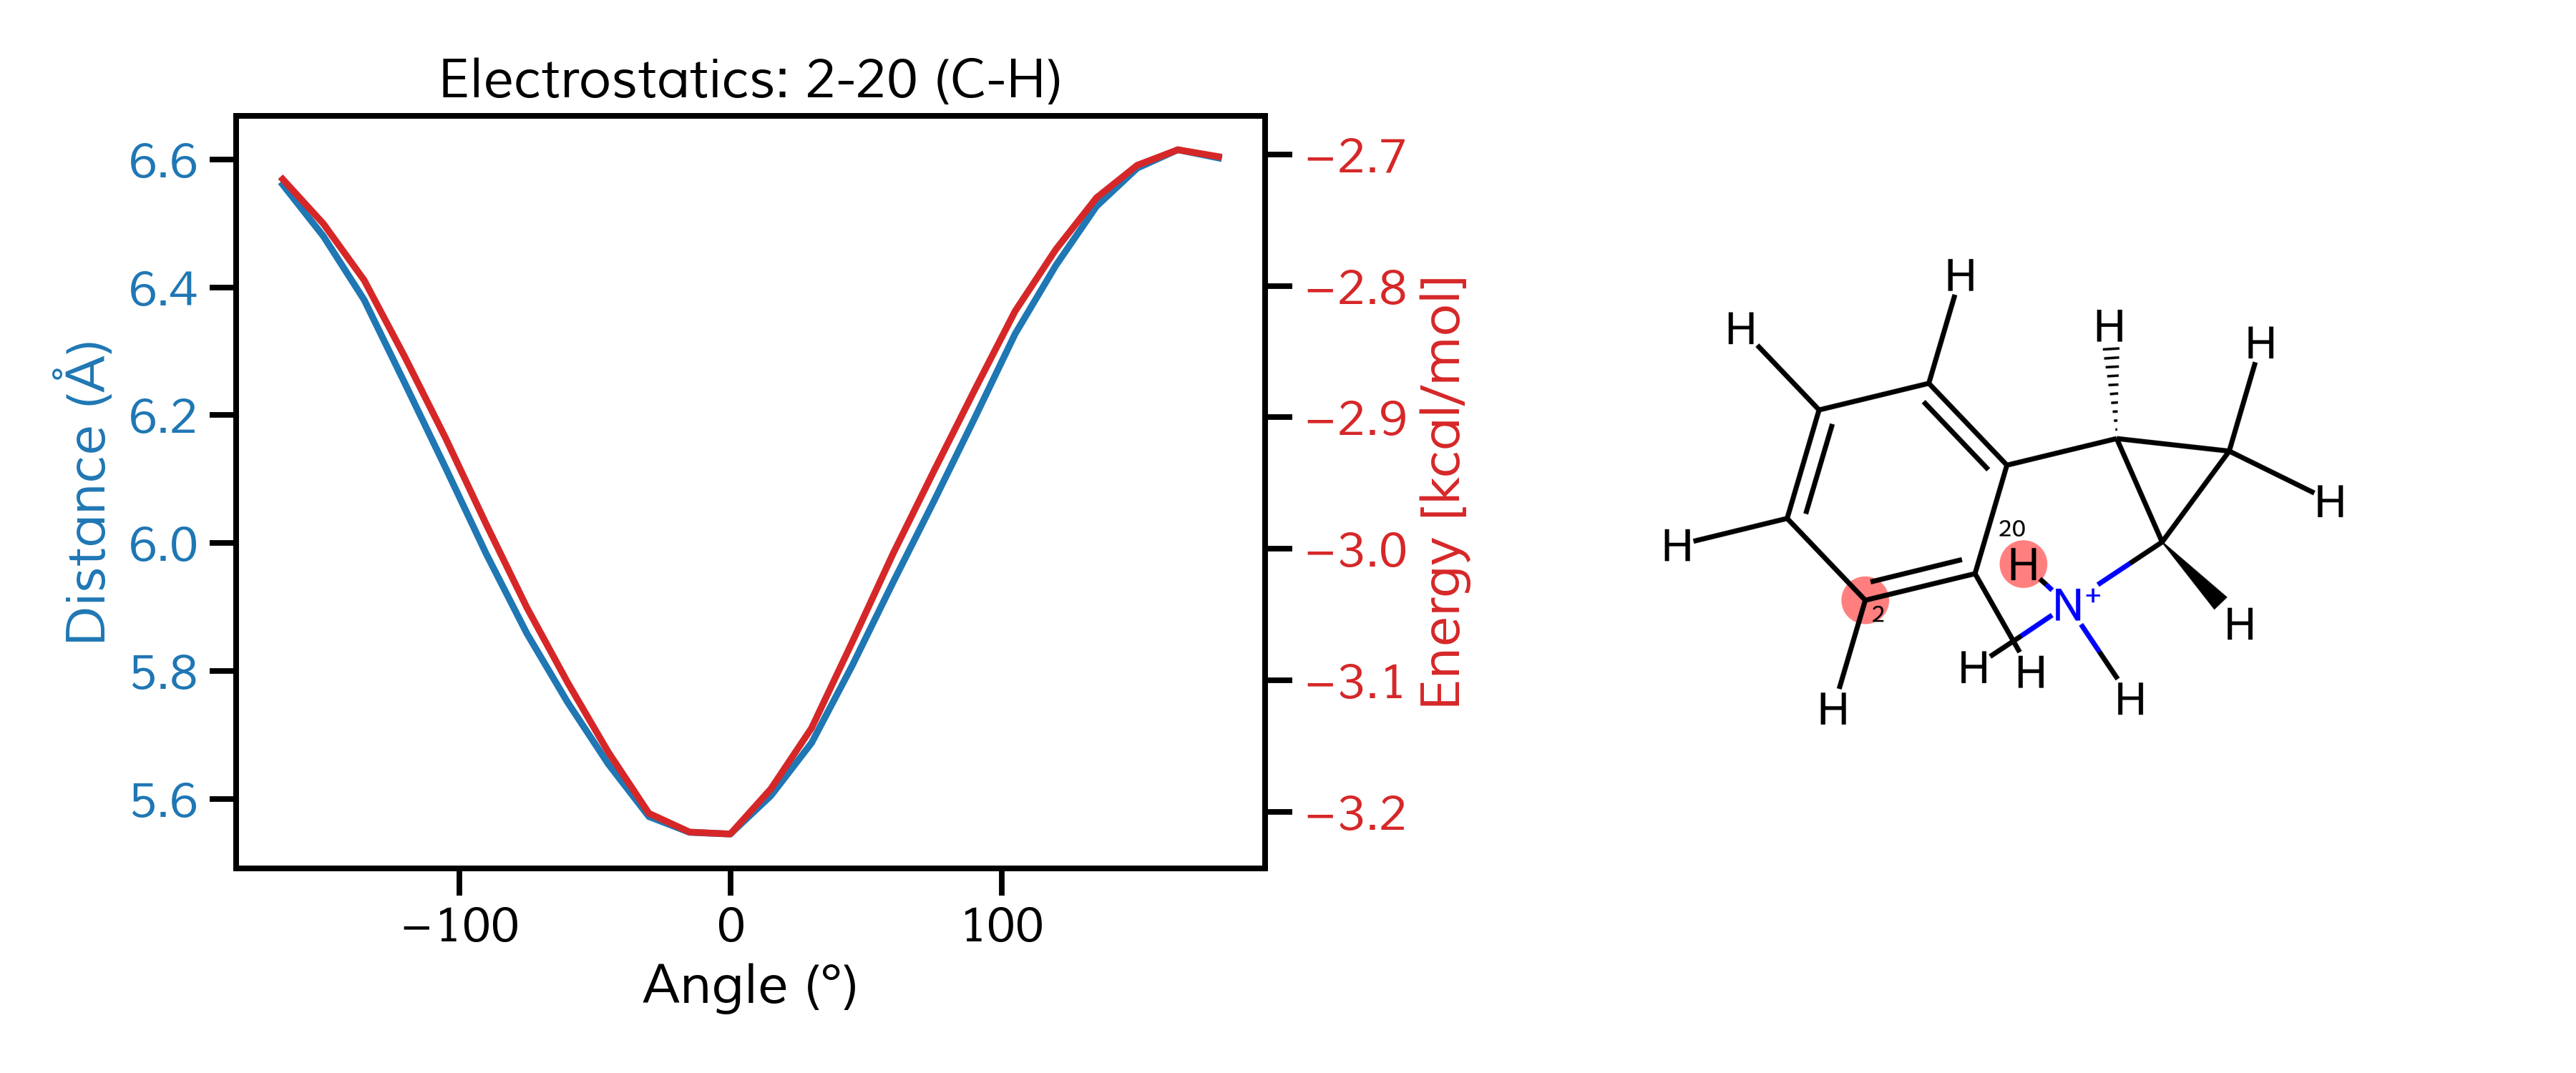 Electrostatics: 2-20 (C-H)
Distance (Å)
6.6
6.4
6.2
6.0
5.8
5.6
−2.7
−2.8
−2.9
−3.0
−3.1
−3.2
Energy [kcal/mol]
−100 0 100
Angle (°)
H
H
H
H
H
H
20
H
H
2
N+
H
H
H
H
H